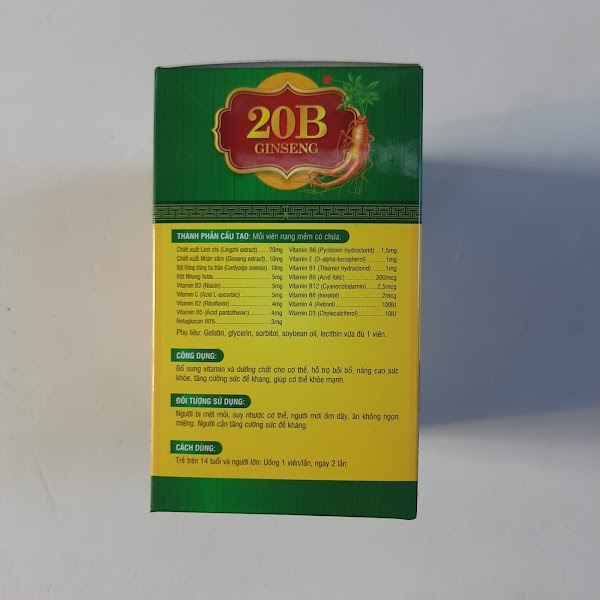 20B
GINSENG
THÀNH PHẦN CẤU TẠO: Mỗi viên nang mềm có chứa:
Chiết xuất Linh chi (Lingzhi extract) ..... 20mg
Chiết xuất Nhân sâm (Ginseng extract) . 10mg
Bột Đông trùng hạ thảo (Cordyceps sinensis) . 10mg
Bột Nhung hươu ..... 5mg
Vitamin B3 (Niacin) ..... 5mg
Vitamin C (Acid L-ascorbic) ..... 5mg
Vitamin B2 (Riboflavin) ..... 4mg
Vitamin B5 (Acid pantothenic) ..... 4mg
Betaglucan 80% ..... 3mg
Vitamin B6 (Pyridoxin hydroclorid) ... 1,5mg
Vitamin E (D-alpha-tocopherol) ..... 1mg
Vitamin B1 (Thiamin hydroclorid) ..... 1mg
Vitamin B9 (Acid folic) ..... 300mcg
Vitamin B12 (Cyanocobalamin) ..... 2,5mcg
Vitamin B8 (Inositol) ..... 2mcg
Vitamin A (Retinol) ..... 100IU
Vitamin D3 (Cholecalciferol) ..... 10IU
Phụ liệu: Gelatin, glycerin, sorbitol, soybean oil, lecithin vừa đủ 1 viên.
CÔNG DỤNG:
Bổ sung vitamin và dưỡng chất cho cơ thể, hỗ trợ bồi bổ, nâng cao sức
khỏe, tăng cường sức đề kháng, giúp cơ thể khỏe mạnh.
ĐỐI TƯỢNG SỬ DỤNG:
Người bị mệt mỏi, suy nhược cơ thể, người mới ốm dậy, ăn không ngon
miệng. Người cần tăng cường sức đề kháng.
CÁCH DÙNG:
Trẻ trên 14 tuổi và người lớn: Uống 1 viên/lần, ngày 2 lần.